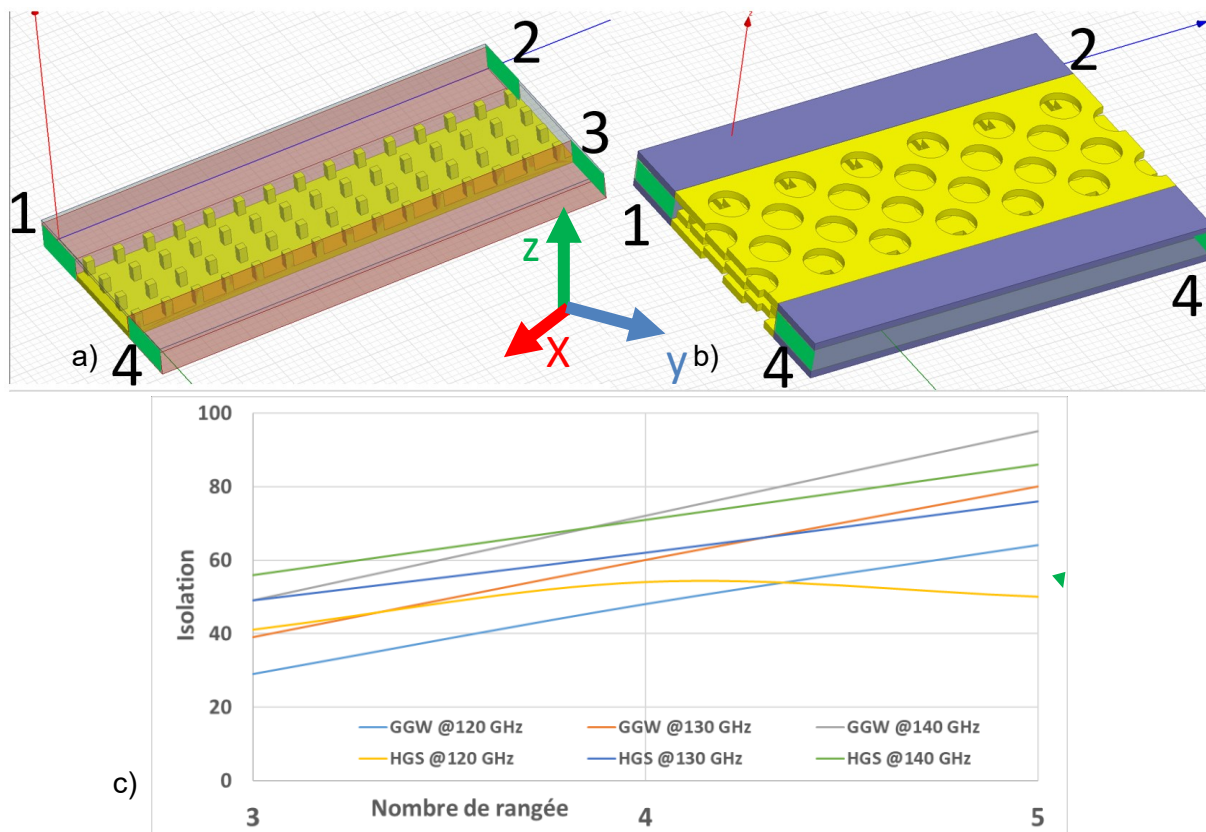 z
1
2
3
4
z
X
y
a)
1
2
4
4
b)
100
80
60
40
20
0
Isolation
GGW @120 GHz
GGW @130 GHz
GGW @140 GHz
HGS @120 GHz
HGS @130 GHz
HGS @140 GHz
3
4
5
Nombre de rangée
c)